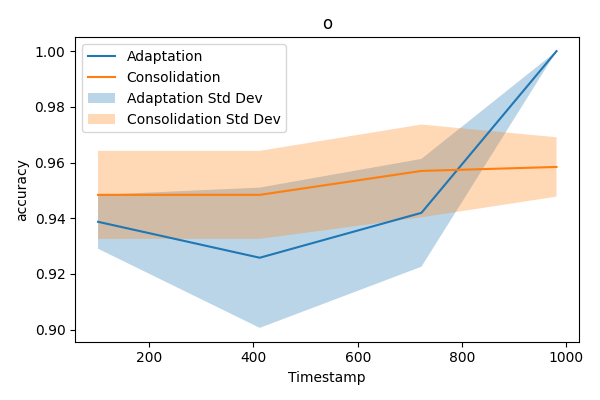 o
Adaptation
Consolidation
Adaptation Std Dev
Consolidation Std Dev
1.00
0.98
0.96
0.94
0.92
0.90
accuracy
200
400
600
800
1000
Timestamp